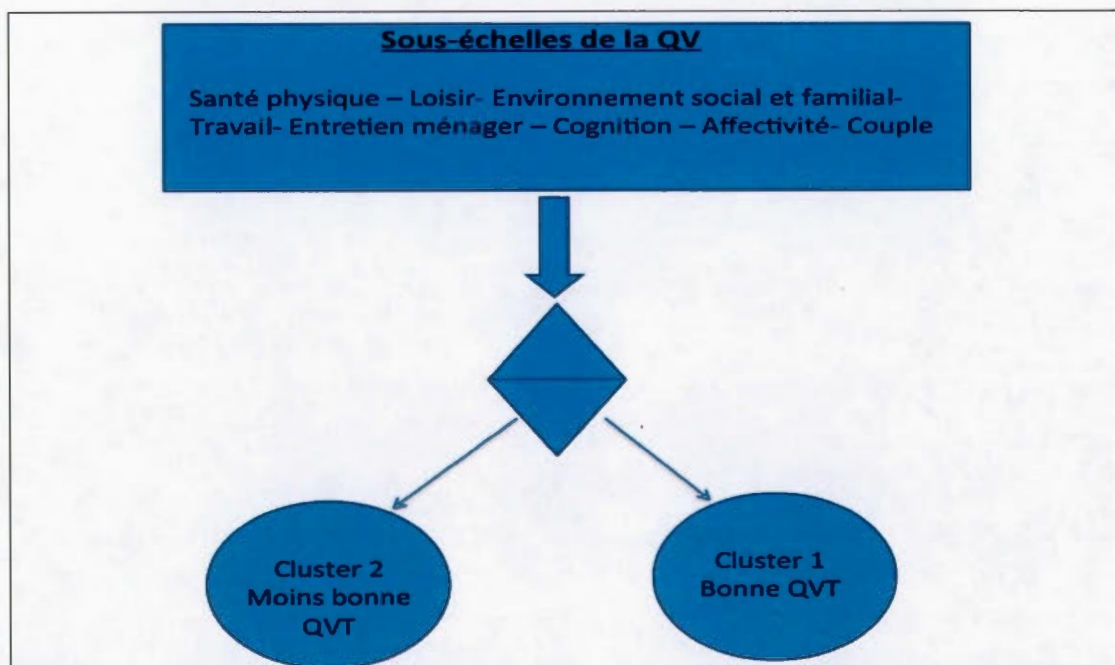 Sous-échelles de la QV
Santé physique – Loisir- Environnement social et familial-
Travail- Entretien ménager – Cognition – Affectivité- Couple
Cluster 2
Moins bonne
QVT
Cluster 1
Bonne QVT